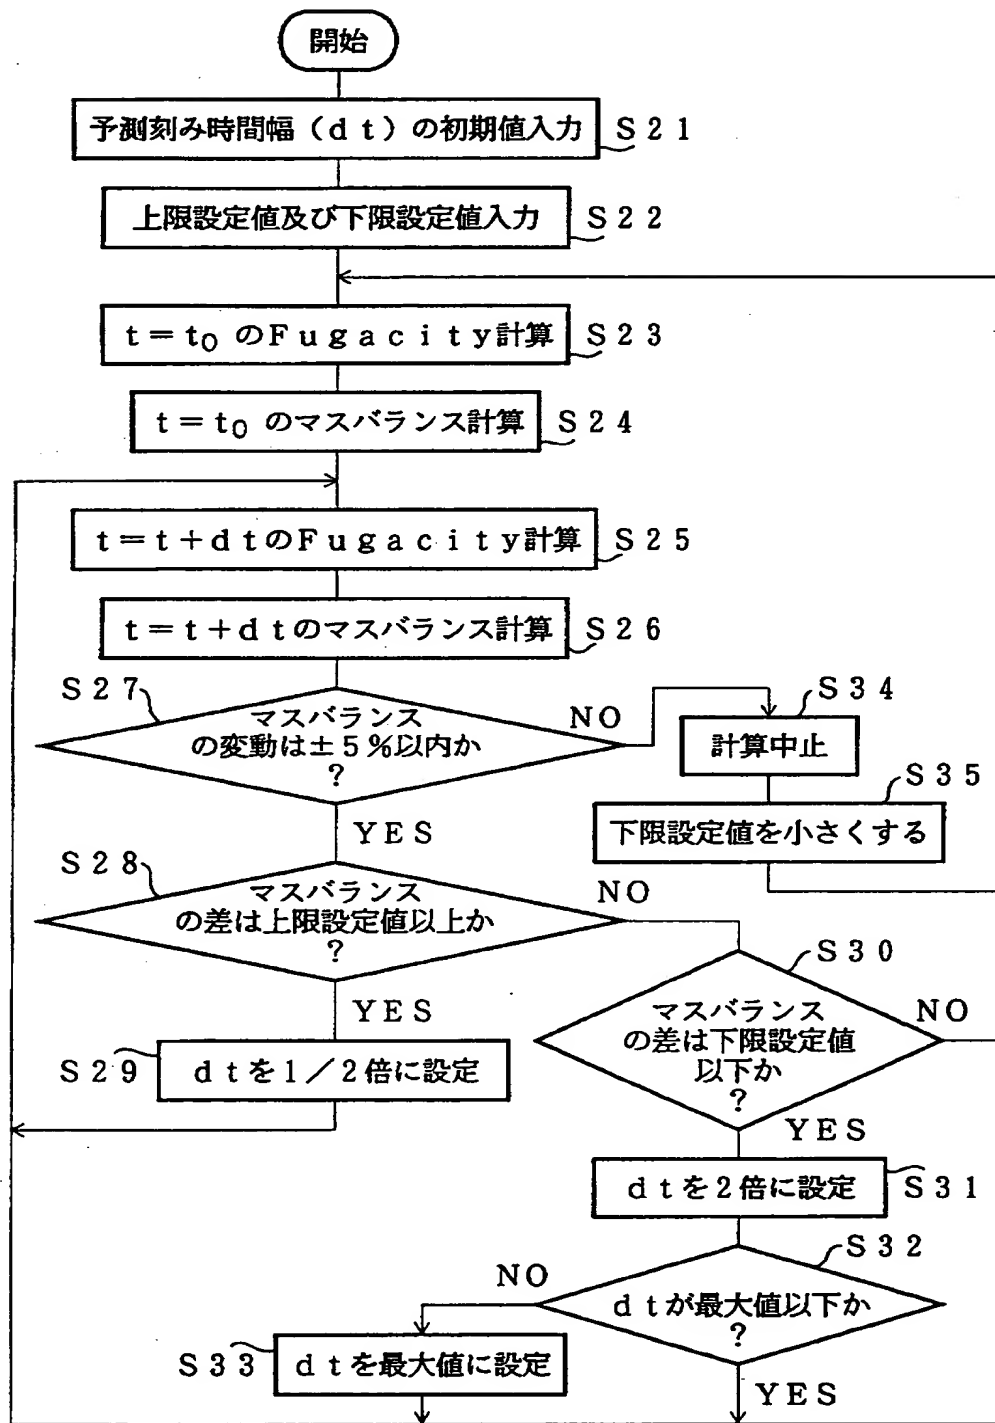 開始
予測刻み時間幅(dt)の初期値入力 S21
上限設定値及び下限設定値入力 S22
t=t₀のFugacity計算 S23
t=t₀のマスバランス計算 S24
t=t+dtのFugacity計算 S25
t=t+dtのマスバランス計算 S26
S27
マスバランス
の変動は±5%以内か
?
NO
YES
S34
計算中止
S35
下限設定値を小さくする
S28
マスバランス
の差は上限設定値以上か
?
NO
YES
S29 dtを1/2倍に設定
S30
マスバランス
の差は下限設定値
以下か
?
NO
YES
dtを2倍に設定 S31
S32
dtが最大値以下か
?
NO
YES
S33 dtを最大値に設定